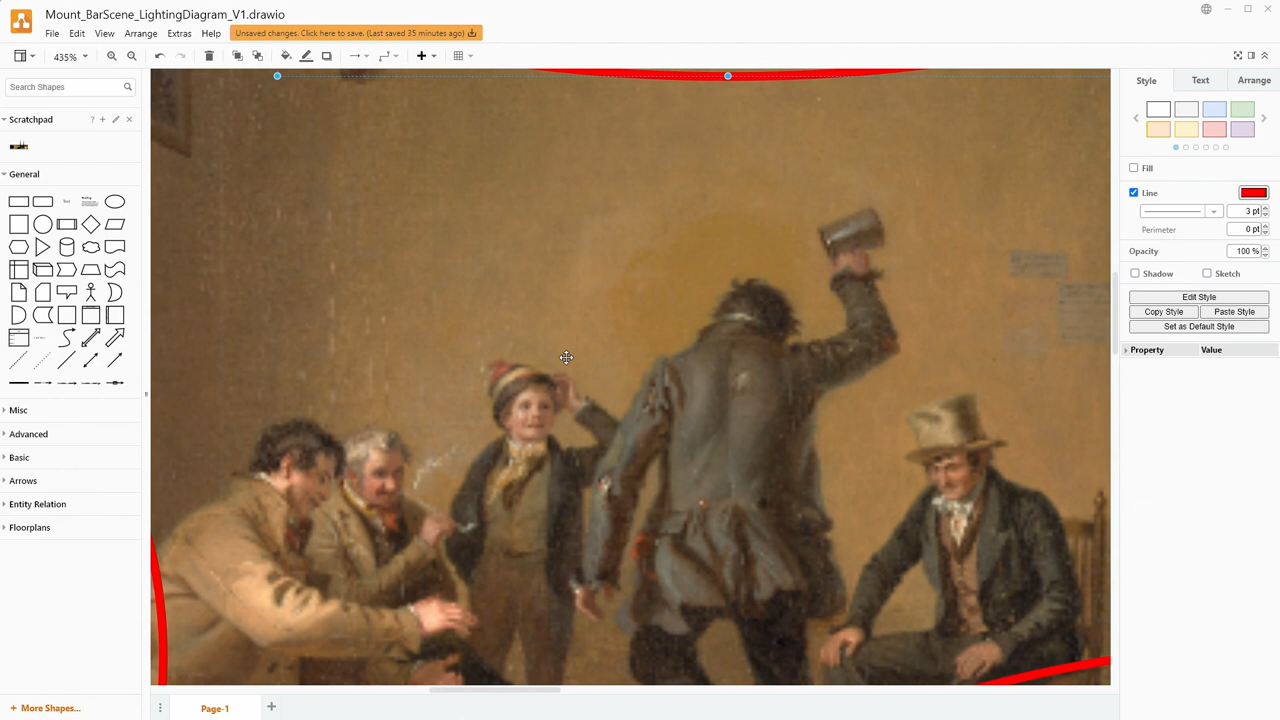 Mount_BarScene_LightingDiagram_V1.drawio
File Edit View Arrange Extras Help Unsaved changes. Click here to save. (Last saved 35 minutes ago)
435%
Search Shapes
Scratchpad ?
General
Misc
Advanced
Basic
Arrows
Entity Relation
Floorplans
+ More Shapes...
Page-1
Style Text Arrange
Fill
Line
3 pt
Perimeter 0 pt
Opacity 100 %
Shadow Sketch
Edit Style
Copy Style Paste Style
Set as Default Style
Property Value